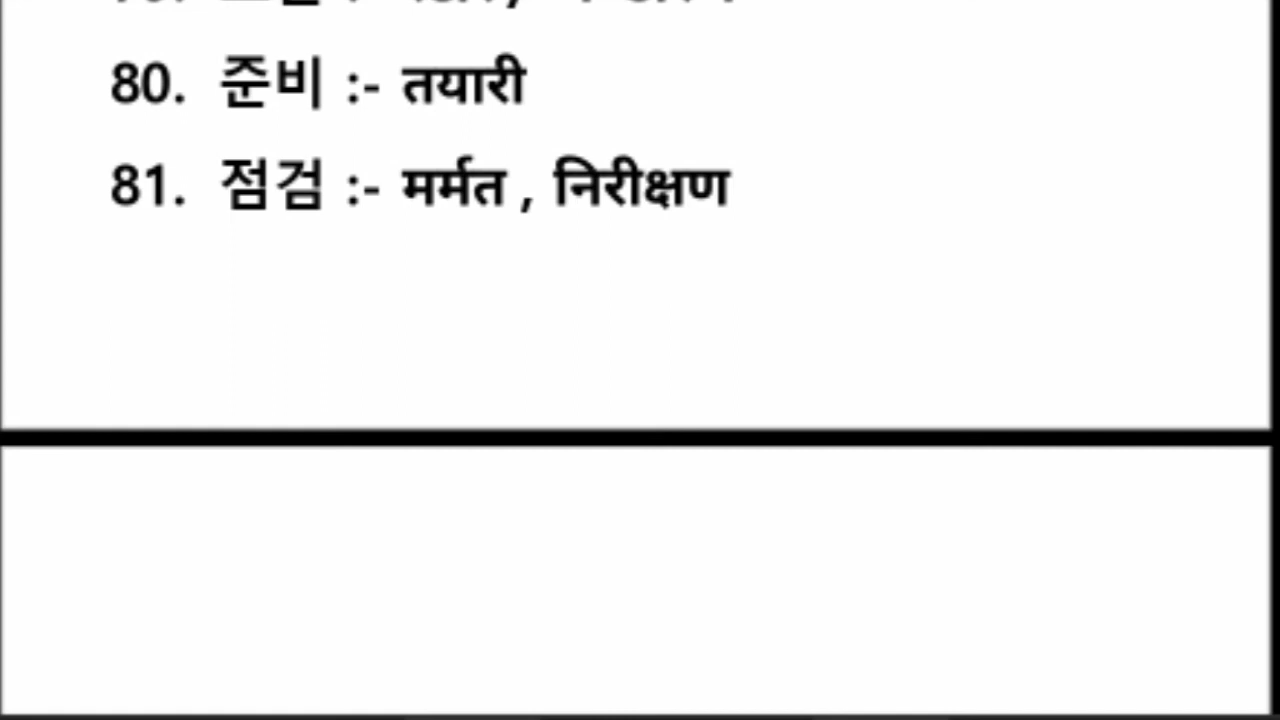 80. 준비 :- तयारी
81. 점검 :- मर्मत , निरीक्षण